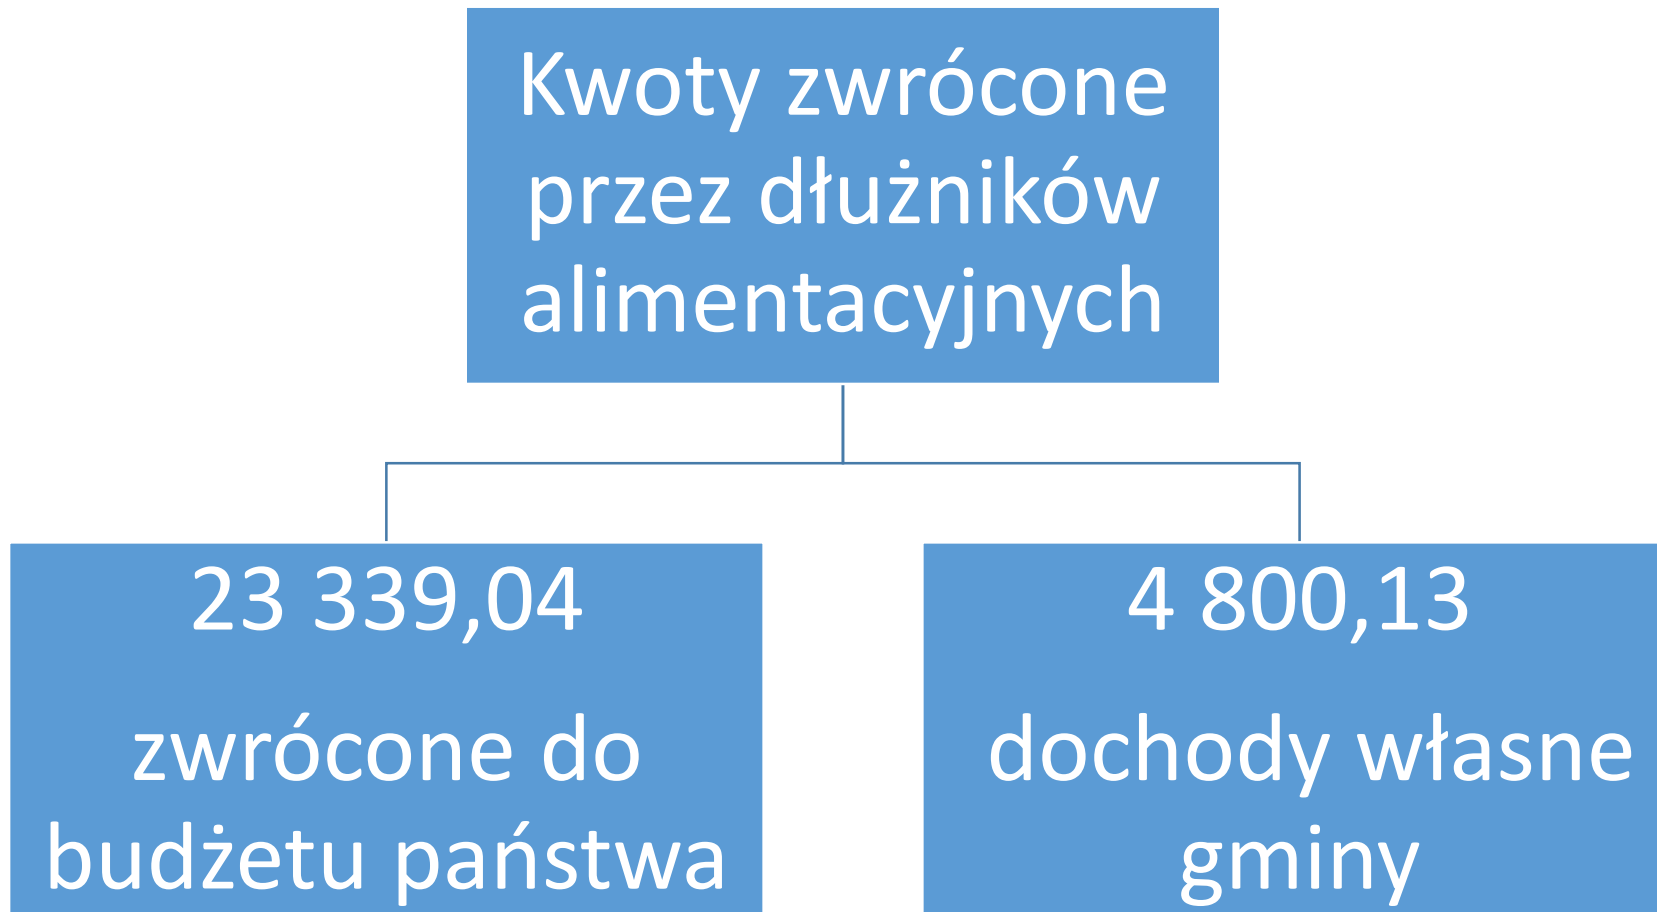 Kwoty zwrócone
przez dłużników
alimentacyjnych
23 339,04
zwrócone do
budżetu państwa
4 800,13
dochody własne
gminy